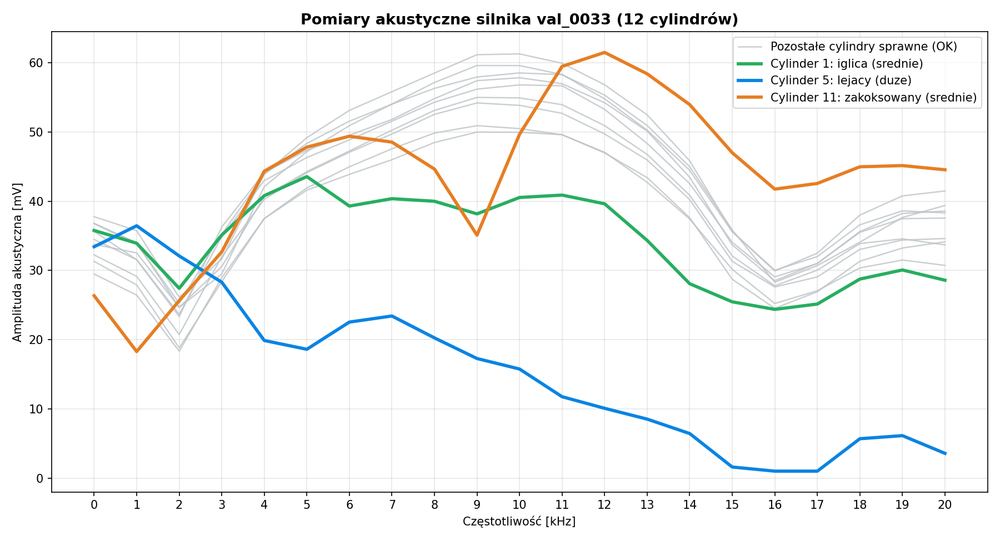 Pomiary akustyczne silnika val_0033 (12 cylindrów)
Pozostałe cylindry sprawne (OK)
Cylinder 1: iglica (srednie)
Cylinder 5: lejacy (duze)
Cylinder 11: zakoksowany (srednie)
Amplituda akustyczna [mV]
60
50
40
30
20
10
0
0 1 2 3 4 5 6 7 8 9 10 11 12 13 14 15 16 17 18 19 20
Częstotliwość [kHz]